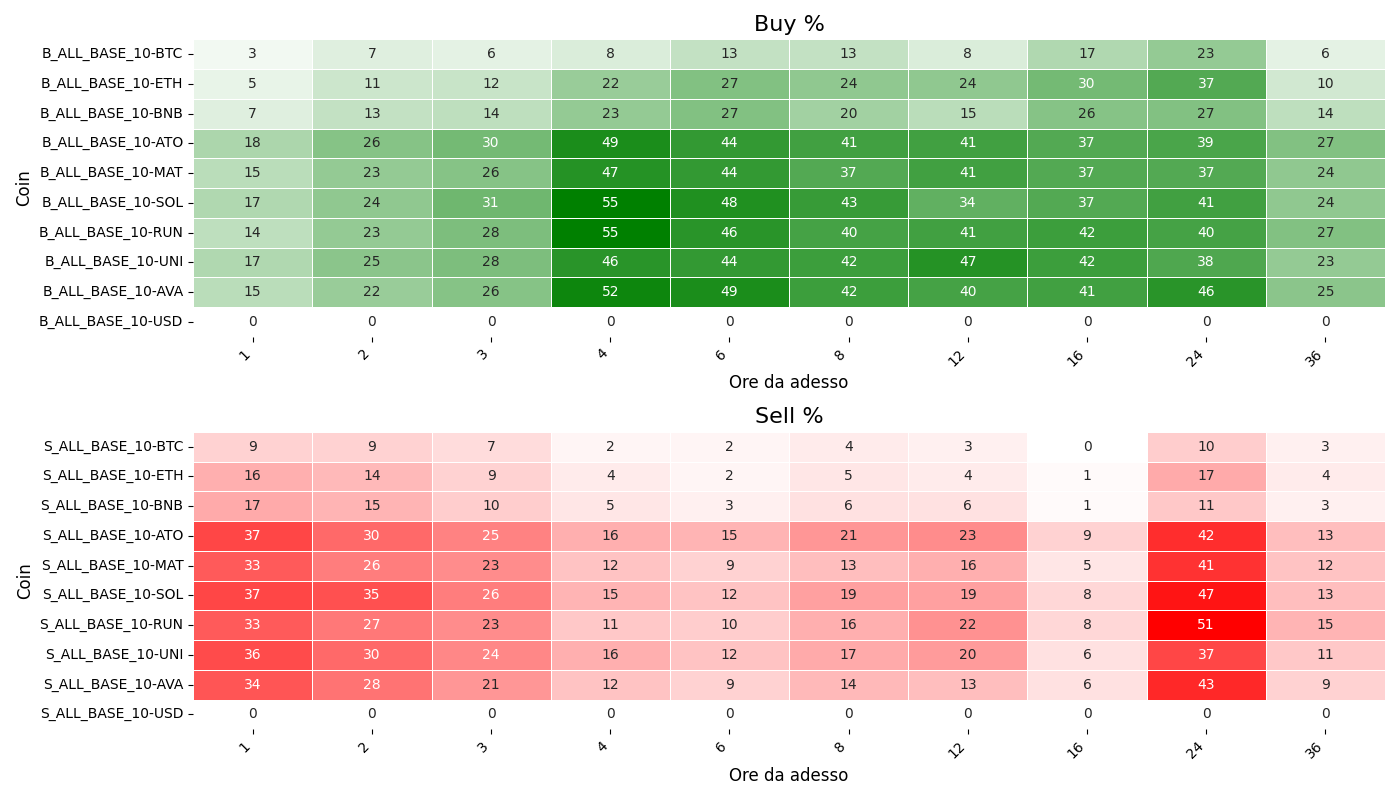 Buy %
Coin
B_ALL_BASE_10-BTC 3 7 6 8 13 13 8 17 23 6
B_ALL_BASE_10-ETH 5 11 12 22 27 24 24 30 37 10
B_ALL_BASE_10-BNB 7 13 14 23 27 20 15 26 27 14
B_ALL_BASE_10-ATO 18 26 30 49 44 41 41 37 39 27
B_ALL_BASE_10-MAT 15 23 26 47 44 37 41 37 37 24
B_ALL_BASE_10-SOL 17 24 31 55 48 43 34 37 41 24
B_ALL_BASE_10-RUN 14 23 28 55 46 40 41 42 40 27
B_ALL_BASE_10-UNI 17 25 28 46 44 42 47 42 38 23
B_ALL_BASE_10-AVA 15 22 26 52 49 42 40 41 46 25
B_ALL_BASE_10-USD 0 0 0 0 0 0 0 0 0 0
1 2 3 4 6 8 12 16 24 36
Ore da adesso
Sell %
Coin
S_ALL_BASE_10-BTC 9 9 7 2 2 4 3 0 10 3
S_ALL_BASE_10-ETH 16 14 9 4 2 5 4 1 17 4
S_ALL_BASE_10-BNB 17 15 10 5 3 6 6 1 11 3
S_ALL_BASE_10-ATO 37 30 25 16 15 21 23 9 42 13
S_ALL_BASE_10-MAT 33 26 23 12 9 13 16 5 41 12
S_ALL_BASE_10-SOL 37 35 26 15 12 19 19 8 47 13
S_ALL_BASE_10-RUN 33 27 23 11 10 16 22 8 51 15
S_ALL_BASE_10-UNI 36 30 24 16 12 17 20 6 37 11
S_ALL_BASE_10-AVA 34 28 21 12 9 14 13 6 43 9
S_ALL_BASE_10-USD 0 0 0 0 0 0 0 0 0 0
1 2 3 4 6 8 12 16 24 36
Ore da adesso